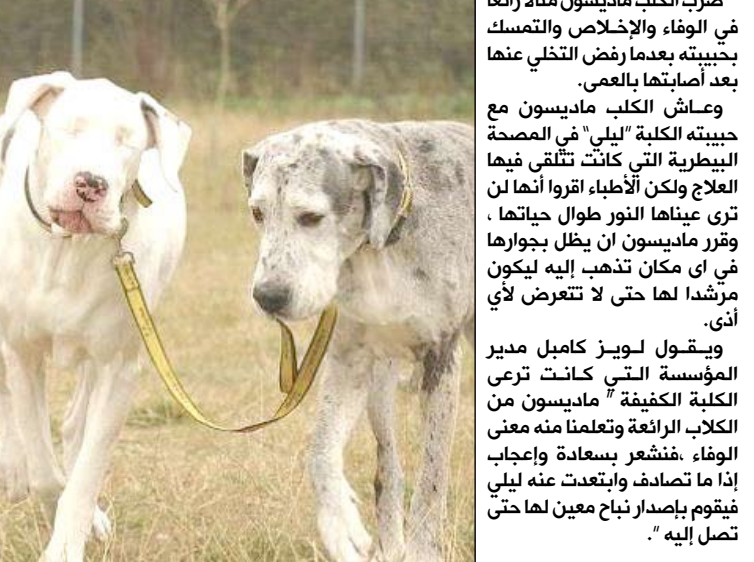 ضرب الكلب ماديسون مثالا رائعا
في الوفاء والإخلاص والتمسك
بحبيبته بعدما رفض التخلي عنها
بعد أصابتها بالعمى.
وعاش الكلب ماديسون مع
حبيبته الكلبة "ليلي" في المصحة
البيطرية التي كانت تتلقى فيها
العلاج ولكن الأطباء اقروا أنها لن
ترى عيناها النور طوال حياتها ،
وقرر ماديسون ان يظل بجوارها
في اى مكان تذهب إليه ليكون
مرشدا لها حتى لا تتعرض لأي
أذى.
ويقول لويز كامبل مدير
المؤسسة التي كانت ترعى
الكلبة الكفيفة " ماديسون من
الكلاب الرائعة وتعلمنا منه معنى
الوفاء ،فنشعر بسعادة وإعجاب
إذا ما تصادف وابتعدت عنه ليلي
فيقوم بإصدار نباح معين لها حتى
تصل إليه ".